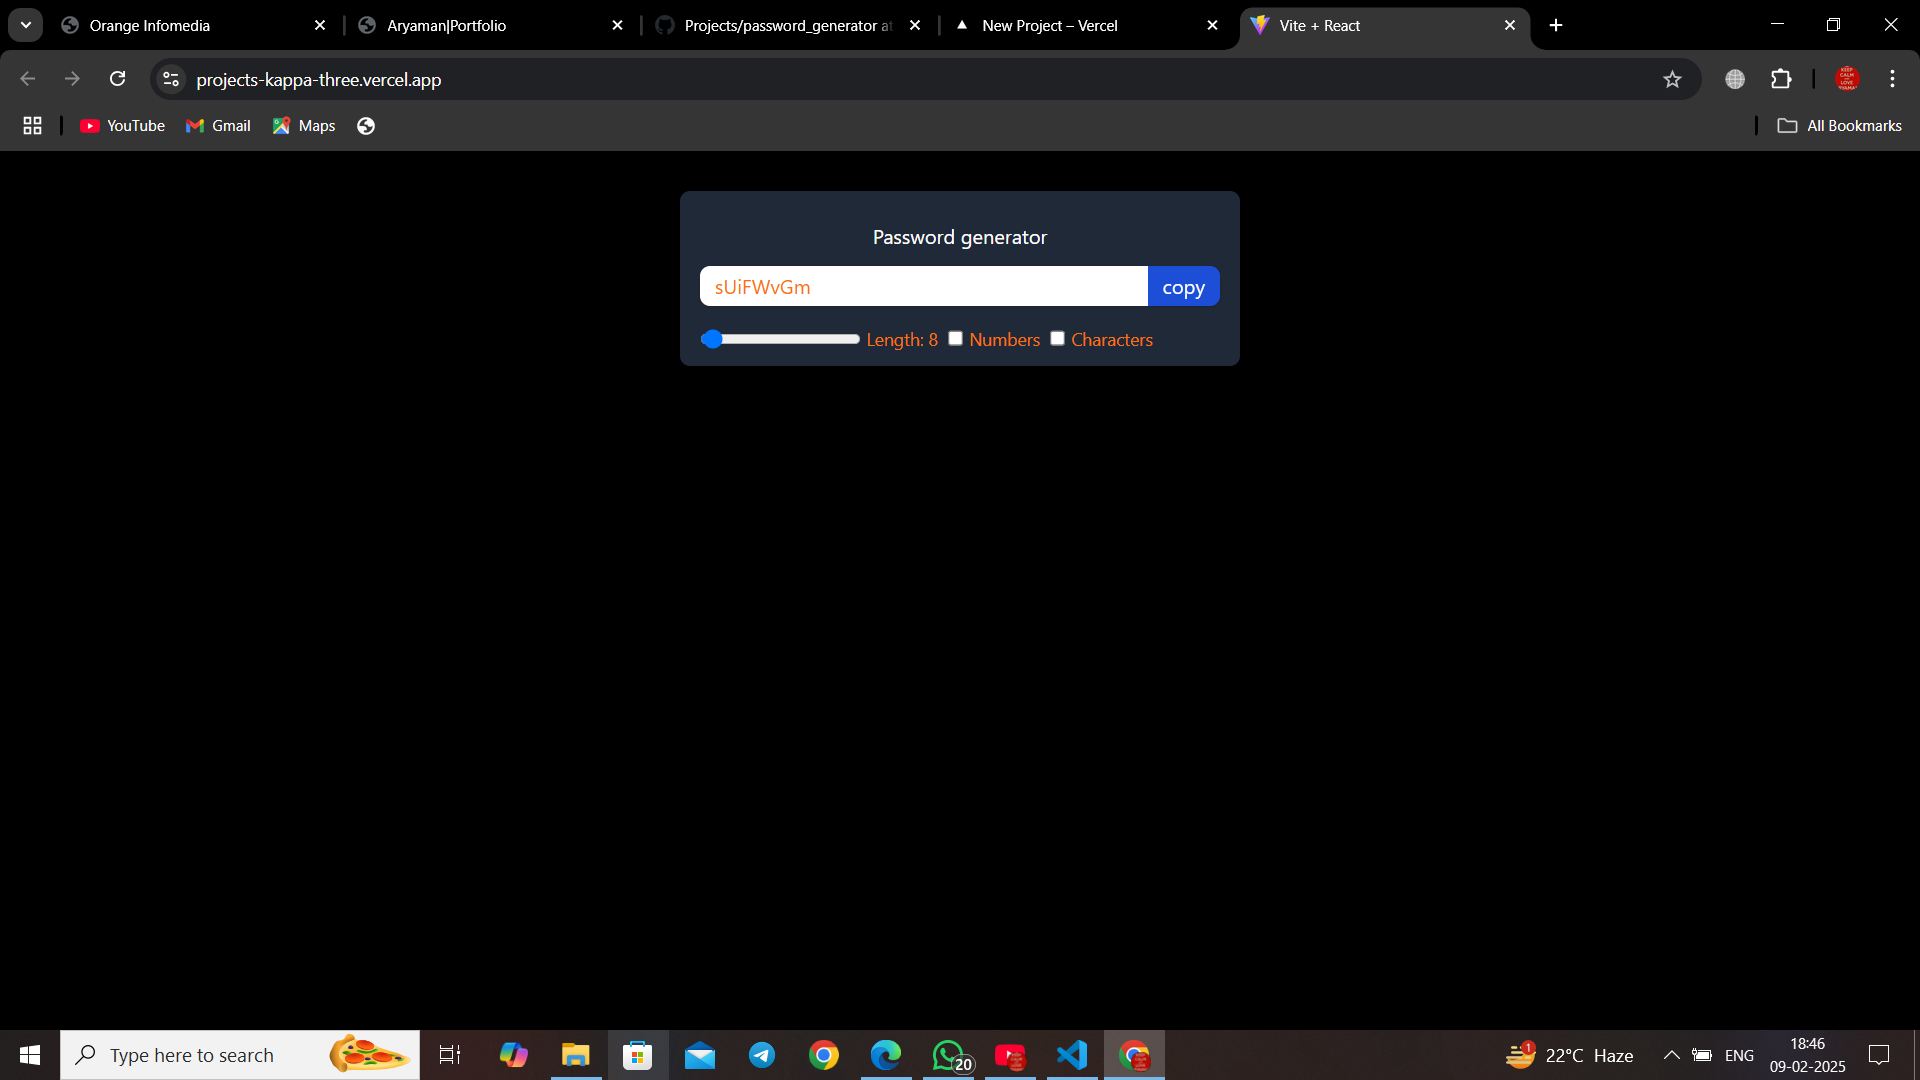 Orange Infomedia
Aryaman|Portfolio
Projects/password_generator at
New Project – Vercel
Vite + React
projects-kappa-three.vercel.app
YouTube
Gmail
Maps
All Bookmarks
Password generator
sUiFWvGm
copy
Length: 8
Numbers
Characters
Type here to search
20
1
22°C Haze
ENG
18:46
09-02-2025